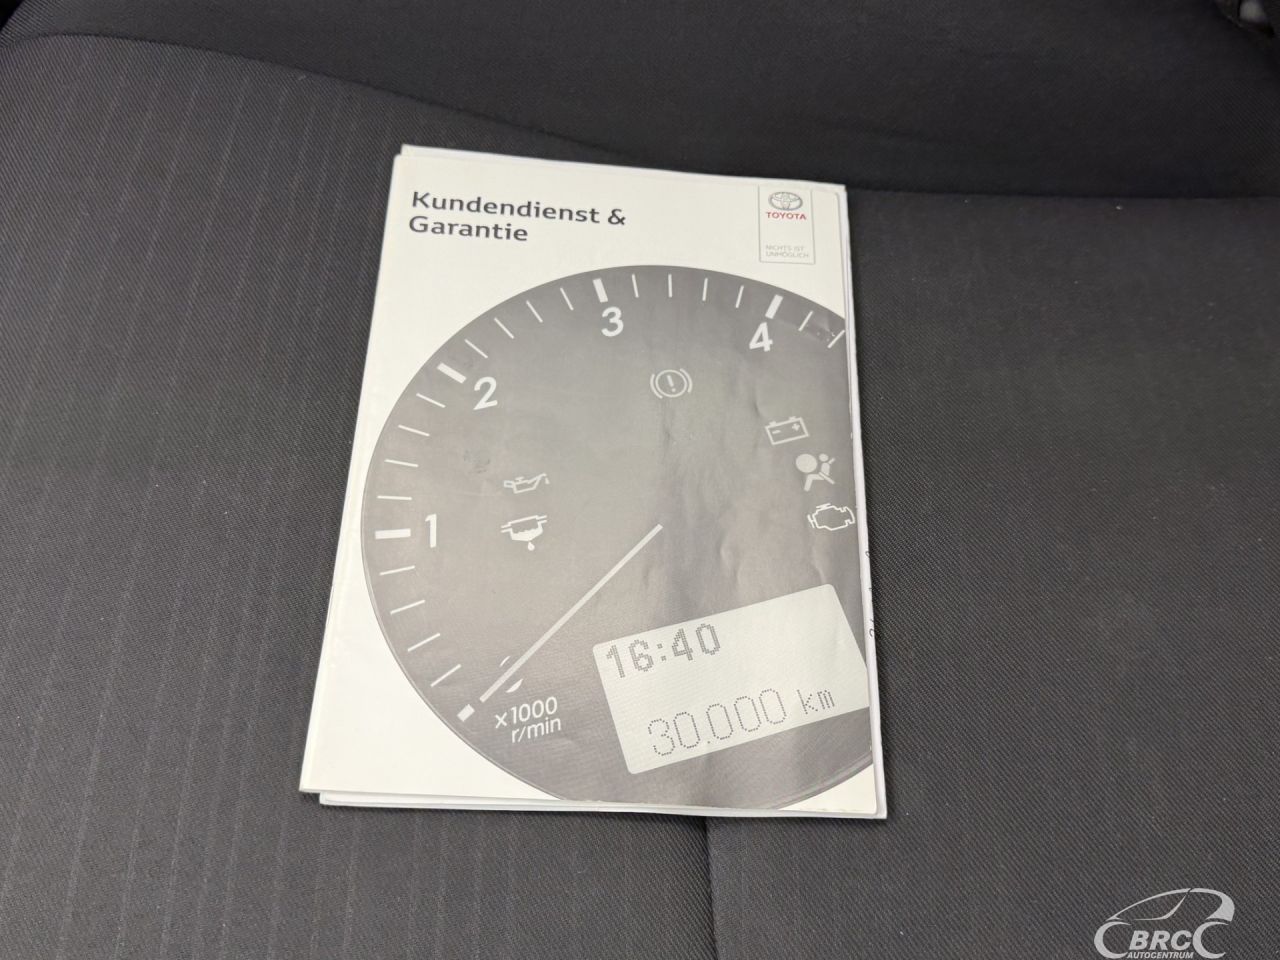 Kundendienst &
Garantie
TOYOTA
NICHTS IST
UNMÖGLICH
3
4
2
1
16:40
30.000 km
x1000
r/min
BRC
AUTOCENTRUM